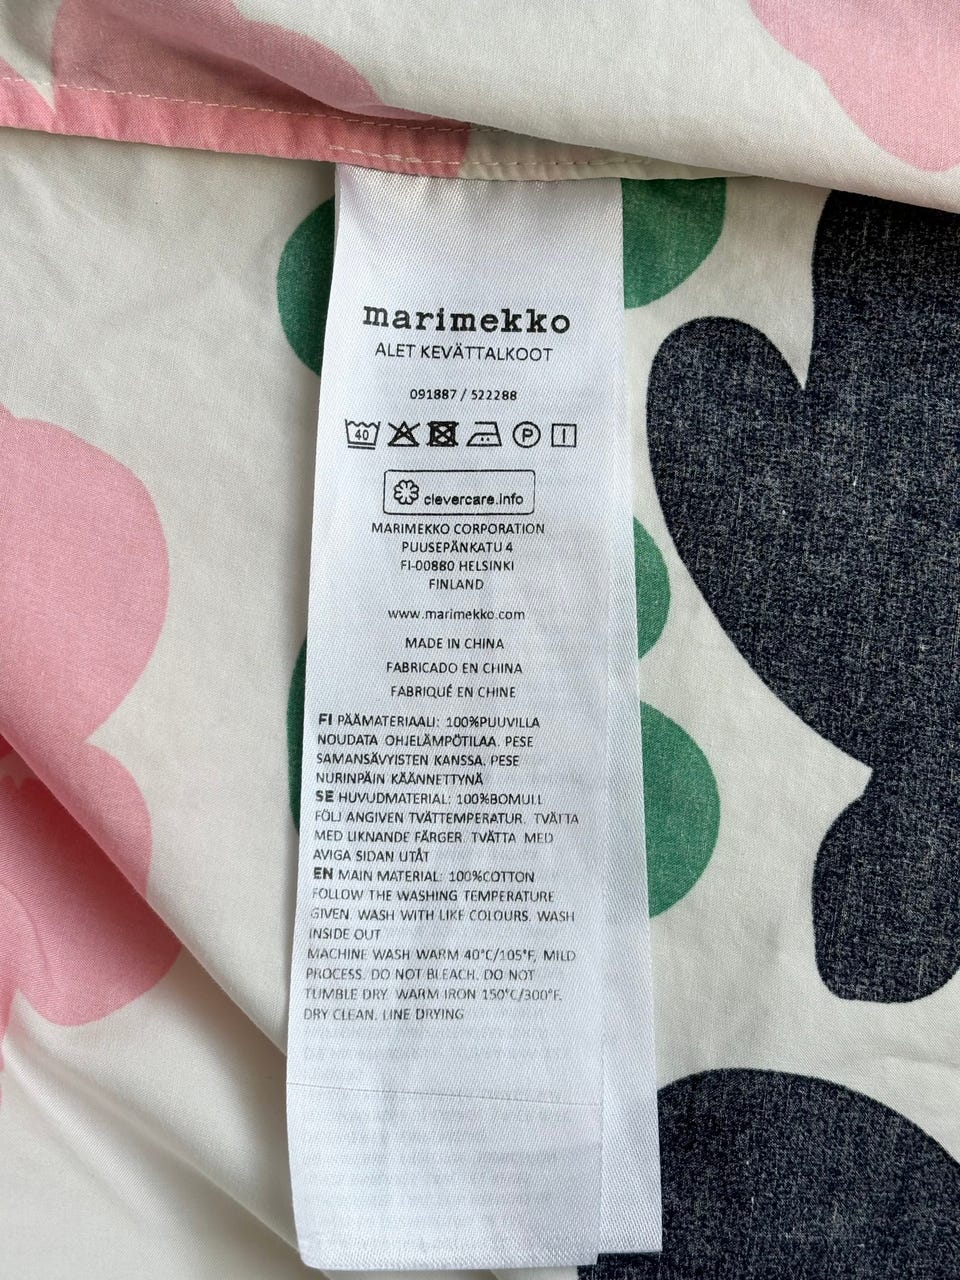 marimekko
ALET KEVÄTTALKOOT
091887 / 522288
40 P
clevercare.info
MARIMEKKO CORPORATION
PUUSEPÄNKATU 4
FI-00880 HELSINKI
FINLAND
www.marimekko.com
MADE IN CHINA
FABRICADO EN CHINA
FABRIQUÉ EN CHINE
FI PÄÄMATERIAALI: 100%PUUVILLA
NOUDATA OHJELÄMPÖTILAA. PESE
SAMANSÄVYISTEN KANSSA. PESE
NURINPÄIN KÄÄNNETTYNÄ
SE HUVUDMATERIAL: 100%BOMULL
FÖLJ ANGIVEN TVÄTTEMPERATUR. TVÄTTA
MED LIKNANDE FÄRGER. TVÄTTA MED
AVIGA SIDAN UTÅT
EN MAIN MATERIAL: 100%COTTON
FOLLOW THE WASHING TEMPERATURE
GIVEN. WASH WITH LIKE COLOURS. WASH
INSIDE OUT
MACHINE WASH WARM 40°C/105°F, MILD
PROCESS. DO NOT BLEACH. DO NOT
TUMBLE DRY. WARM IRON 150°C/300°F.
DRY CLEAN. LINE DRYING